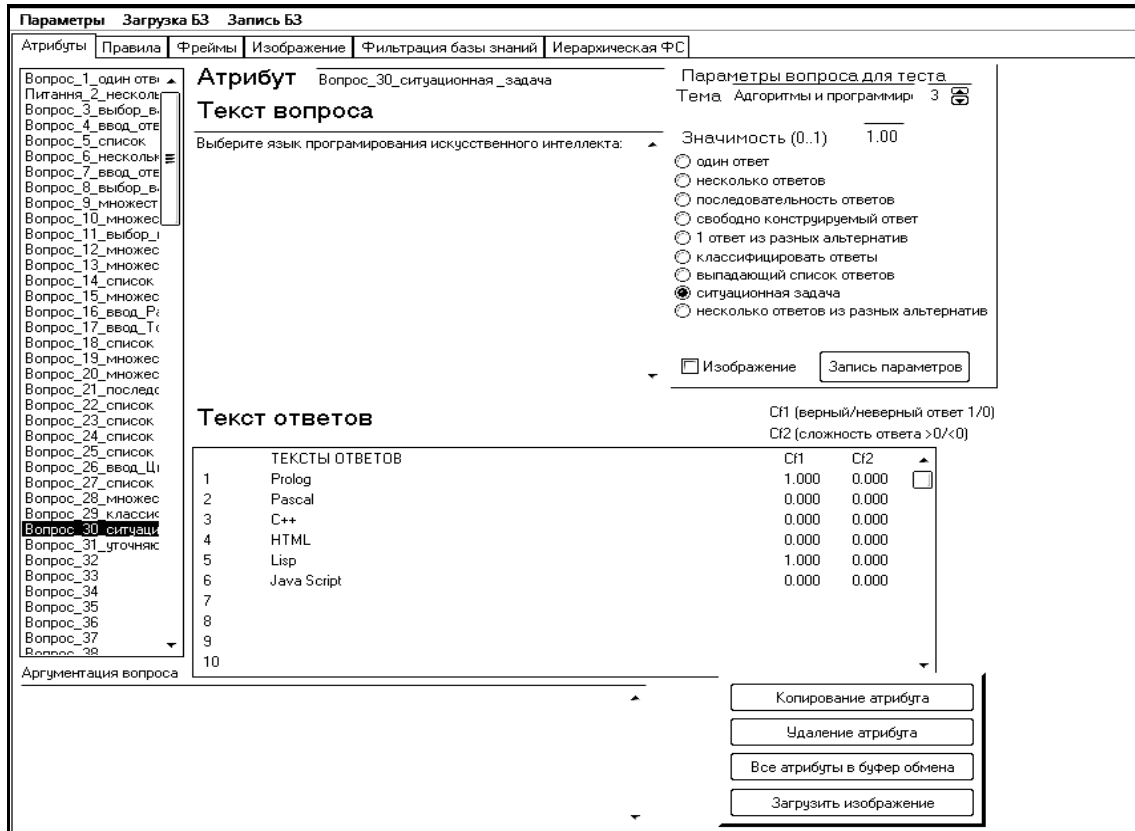 Параметры Загрузка БЗ Запись БЗ
Атрибуты Правила Фреймы Изображение Фильтрация базы знаний Иерархическая ФС
Вопрос_1_один отв
Питання_2_несколь
Вопрос_3_выбор_в
Вопрос_4_ввод_отв
Вопрос_5_список
Вопрос_6_нескольк
Вопрос_7_ввод_отв
Вопрос_8_выбор_в
Вопрос_9_множест
Вопрос_10_множес
Вопрос_11_выбор_
Вопрос_12_множес
Вопрос_13_множес
Вопрос_14_список
Вопрос_15_множес
Вопрос_16_ввод_Ра
Вопрос_17_ввод_То
Вопрос_18_список
Вопрос_19_множес
Вопрос_20_множес
Вопрос_21_последо
Вопрос_22_список
Вопрос_23_список
Вопрос_24_список
Вопрос_25_список
Вопрос_26_ввод_Ци
Вопрос_27_список
Вопрос_28_множес
Вопрос_29_классис
Вопрос_30_ситуаци
Вопрос_31_уточняю
Вопрос_32
Вопрос_33
Вопрос_34
Вопрос_35
Вопрос_36
Вопрос_37
Вопрос_38
Атрибут Вопрос_30_ситуационная_задача
Текст вопроса
Выберите язык програмирования искусственного интеллекта:
Параметры вопроса для теста
Тема Адгоритмы и программир 3
Значимость (0..1) 1.00
один ответ
несколько ответов
последовательность ответов
свободно конструируемый ответ
1 ответ из разных альтернатив
классифицировать ответы
выпадающий список ответов
ситуационная задача
несколько ответов из разных альтернатив
Изображение Запись параметров
Текст ответов
Cf1 (верный/неверный ответ 1/0)
Cf2 (сложность ответа >0/<0)
ТЕКСТЫ ОТВЕТОВ Cf1 Cf2
1 Prolog 1.000 0.000
2 Pascal 0.000 0.000
3 C++ 0.000 0.000
4 HTML 0.000 0.000
5 Lisp 1.000 0.000
6 Java Script 0.000 0.000
7
8
9
10
Аргументация вопроса
Копирование атрибута
Удаление атрибута
Все атрибуты в буфер обмена
Загрузить изображение